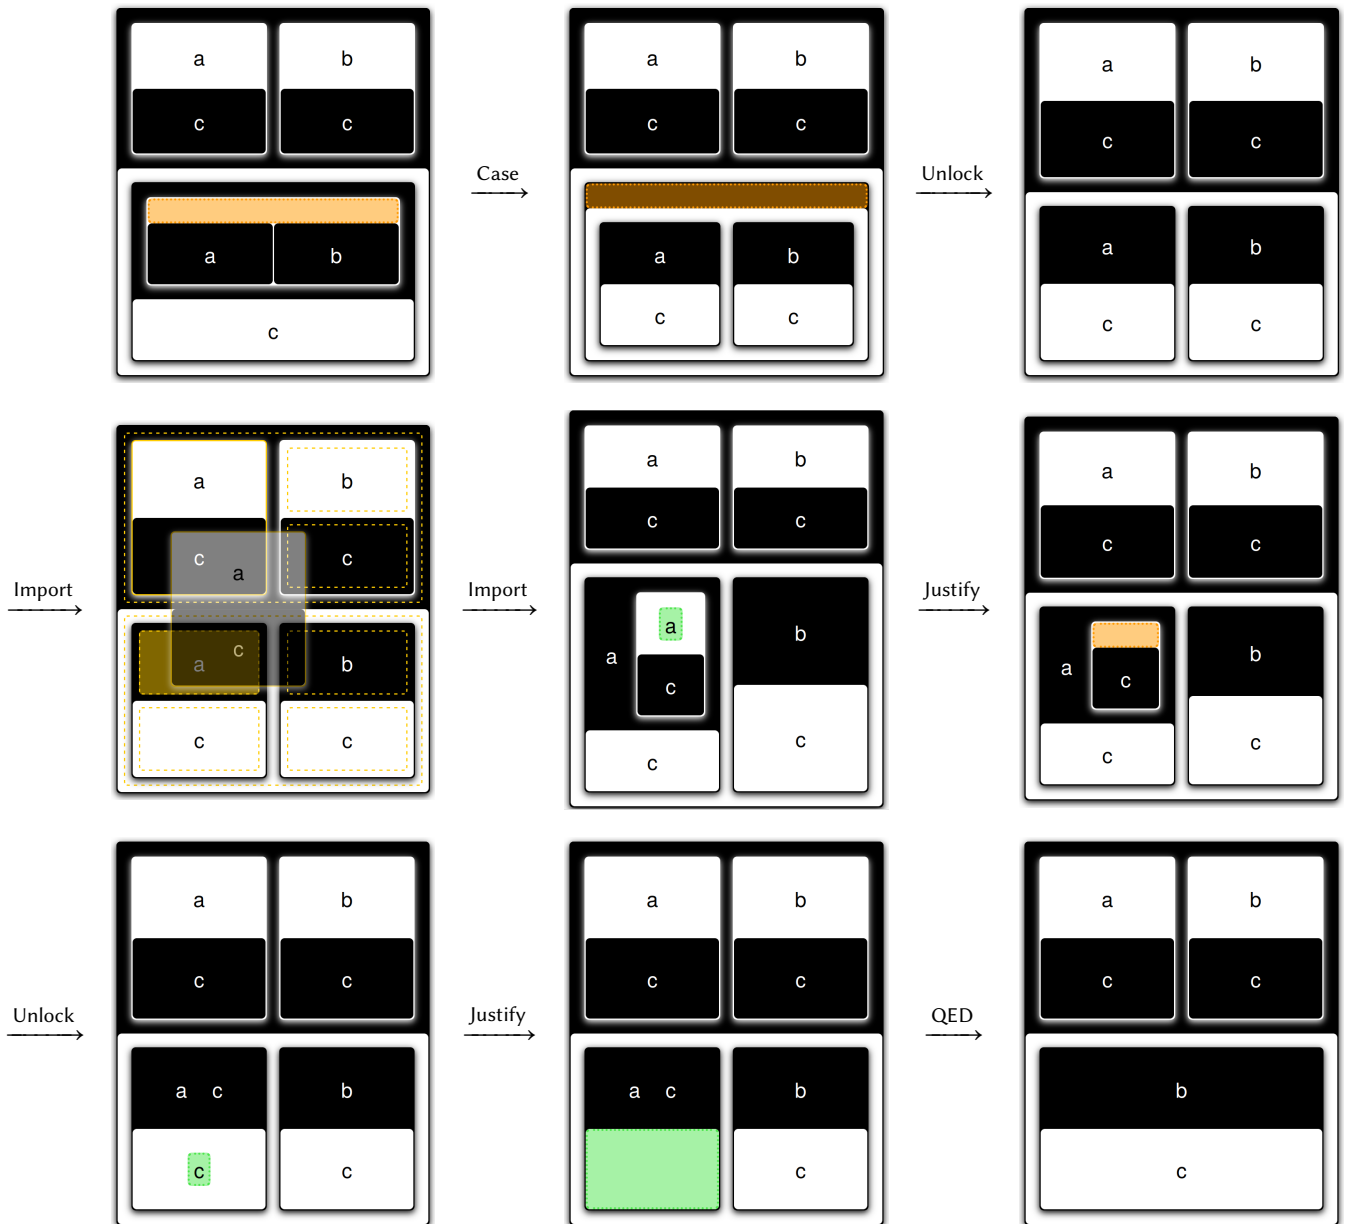 a b a b a b
c c Case c c Unlock c c
a b a b a b
c c c c c
a b a b a b
c a c c c c c
Import Import Justify
a c b a a b a b
c
c
c c c c c c
a b a b a b
c c c c c c
Unlock Justify QED
a c b a c b b
c c c c